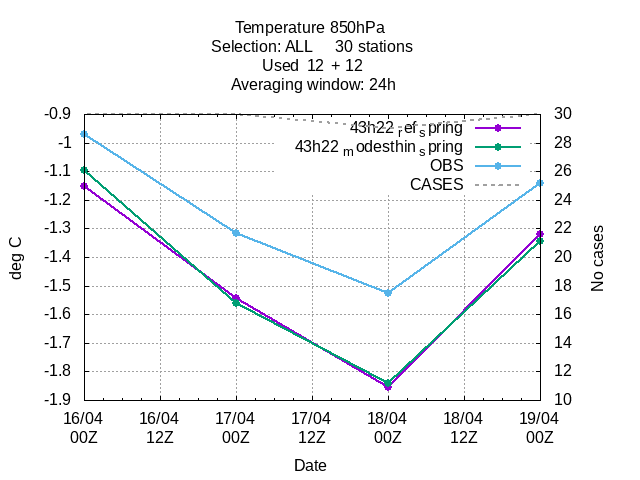 Temperature 850hPa
Selection: ALL     30 stations
Used  12 + 12
Averaging window: 24h
-0.9
-1
-1.1
-1.2
-1.3
-1.4
-1.5
-1.6
-1.7
-1.8
-1.9
deg C
43h22 ref spring
43h22 modesthin spring
OBS
CASES
30
28
26
24
22
20
18
16
14
12
10
No cases
16/04 16/04 17/04 17/04 18/04 18/04 19/04
00Z 12Z 00Z 12Z 00Z 12Z 00Z
Date